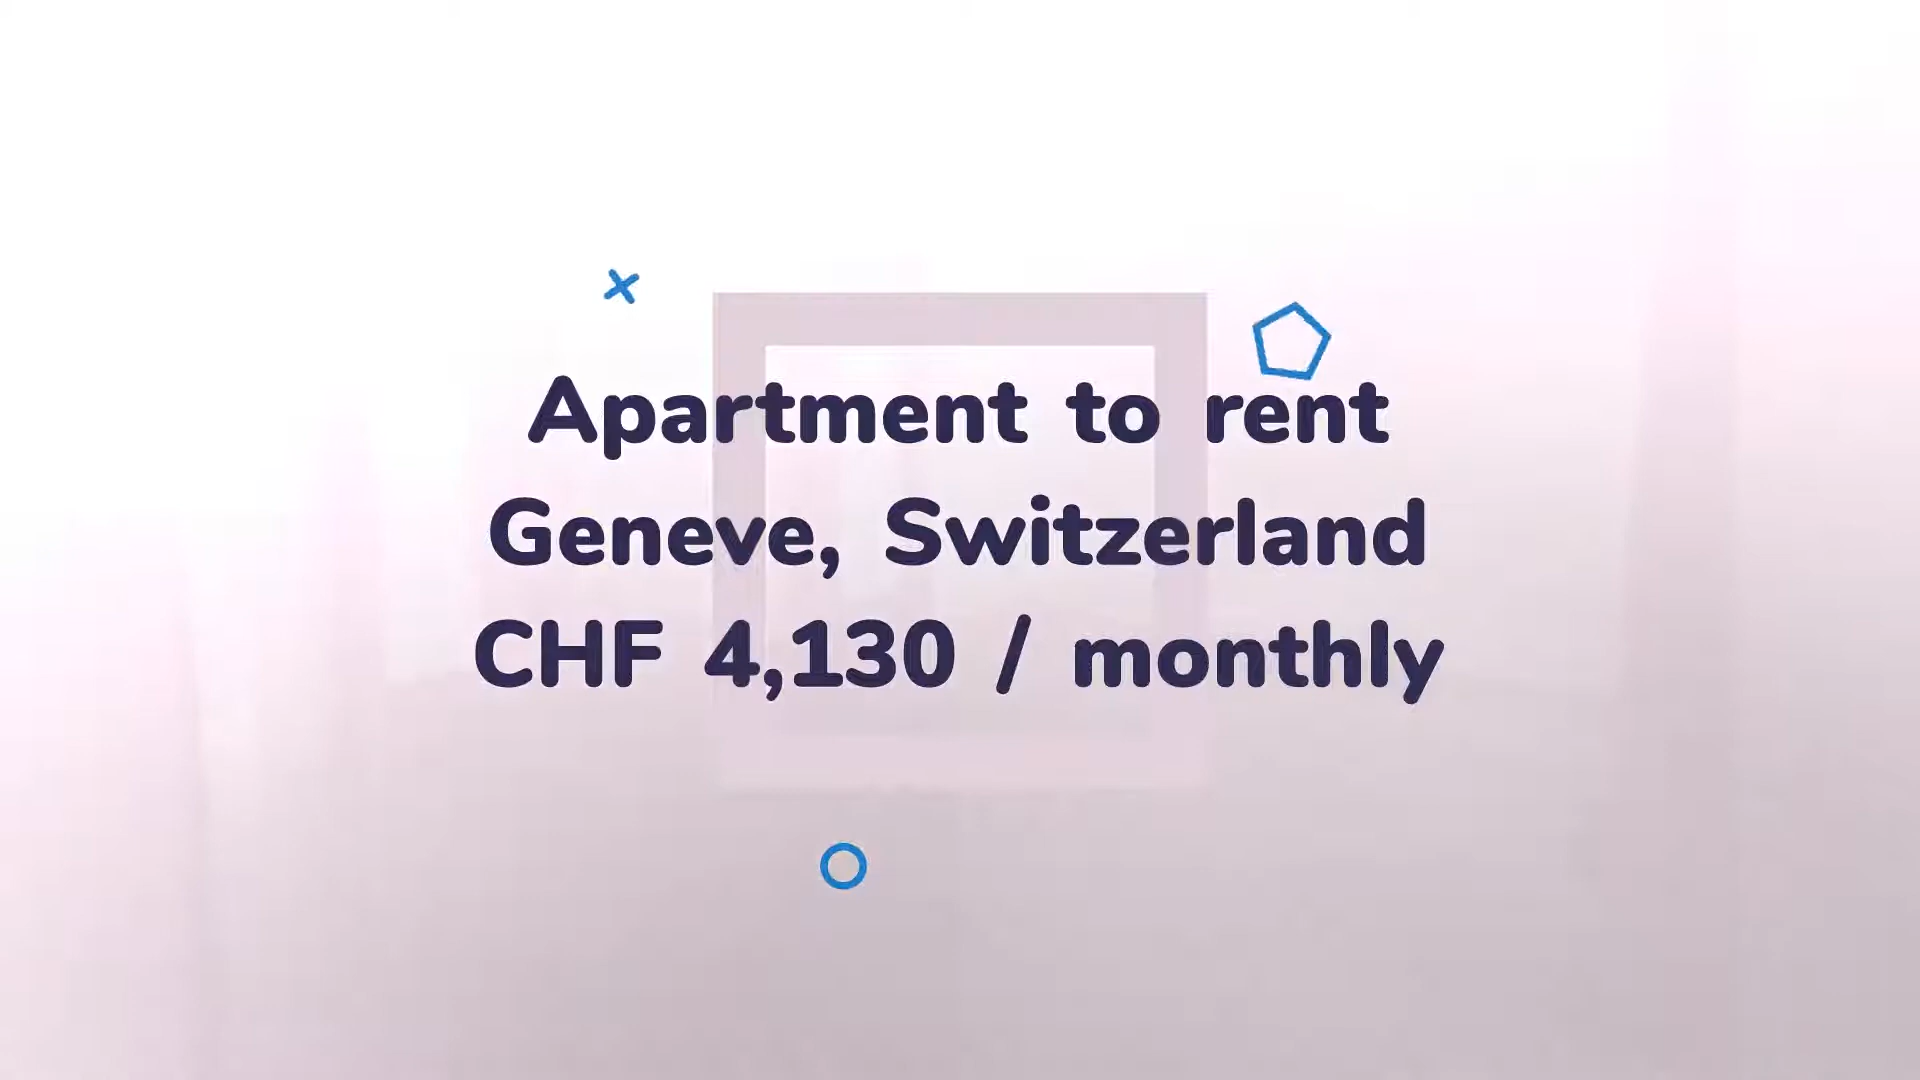 Apartment to rent
Geneve, Switzerland
CHF 4,130 / monthly